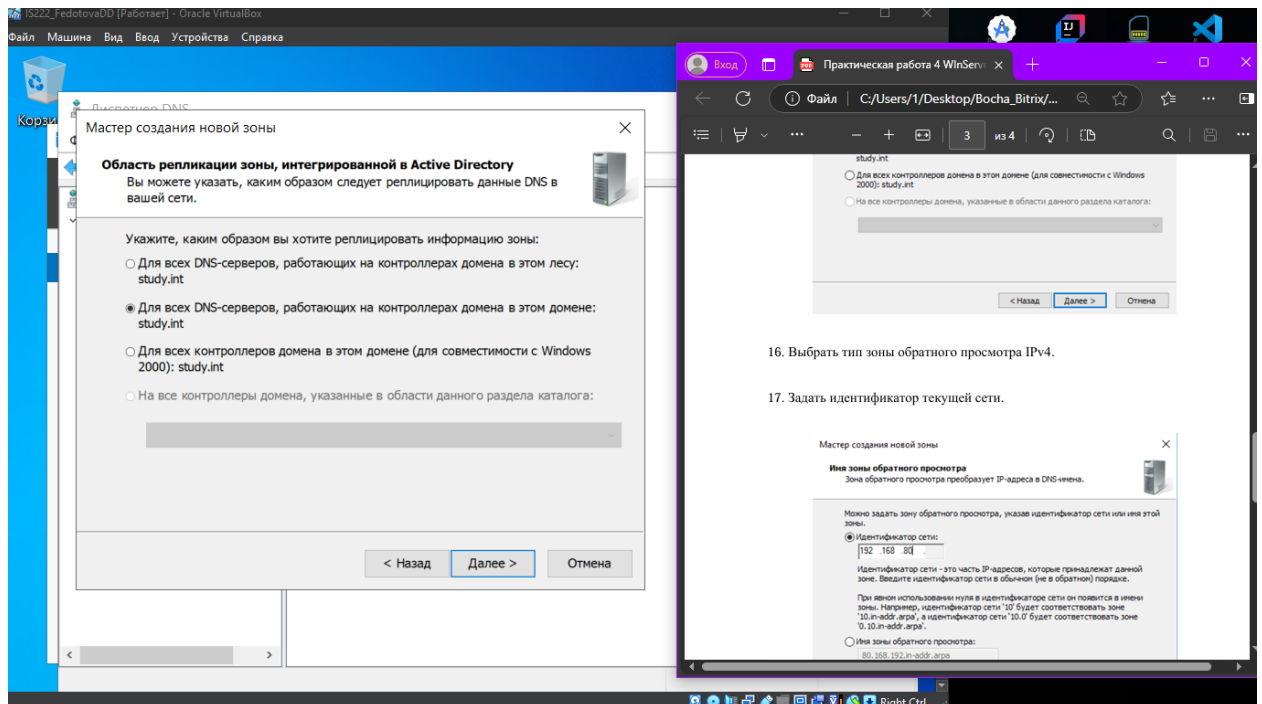 IS222_FedotovaDD [Работает] - Oracle VirtualBox
Файл Машина Вид Ввод Устройства Справка
Диспетчер DNS
Мастер создания новой зоны
Область репликации зоны, интегрированной в Active Directory
Вы можете указать, каким образом следует реплицировать данные DNS в
вашей сети.
Укажите, каким образом вы хотите реплицировать информацию зоны:
Для всех DNS-серверов, работающих на контроллерах домена в этом лесу:
study.int
Для всех DNS-серверов, работающих на контроллерах домена в этом домене:
study.int
Для всех контроллеров домена в этом домене (для совместимости с Windows
2000): study.int
На все контроллеры домена, указанные в области данного раздела каталога:
< Назад
Далее >
Отмена
Вход
Практическая работа 4 WInServ
Файл
C:/Users/1/Desktop/Bocha_Bitrix/...
3 из 4
study.int
Для всех контроллеров домена в этом домене (для совместимости с Windows
2000): study.int
На все контроллеры домена, указанные в области данного раздела каталога:
< Назад
Далее >
Отмена
16. Выбрать тип зоны обратного просмотра IPv4.
17. Задать идентификатор текущей сети.
Мастер создания новой зоны
Имя зоны обратного просмотра
Зона обратного просмотра преобразует IP-адреса в DNS-имена.
Можно задать зону обратного просмотра, указав идентификатор сети или имя этой
зоны.
Идентификатор сети:
192 .168 .80 .
Идентификатор сети - это часть IP-адресов, которые принадлежат данной
зоне. Введите идентификатор сети в обычном (не в обратном) порядке.
При явном использовании нуля в идентификаторе сети он появится в имени
зоны. Например, идентификатор сети '10' будет соответствовать зоне
'10.in-addr.arpa', а идентификатор сети '10.0' будет соответствовать зоне
'0.10.in-addr.arpa'.
Имя зоны обратного просмотра:
80.168.192.in-addr.arpa
Right Ctrl